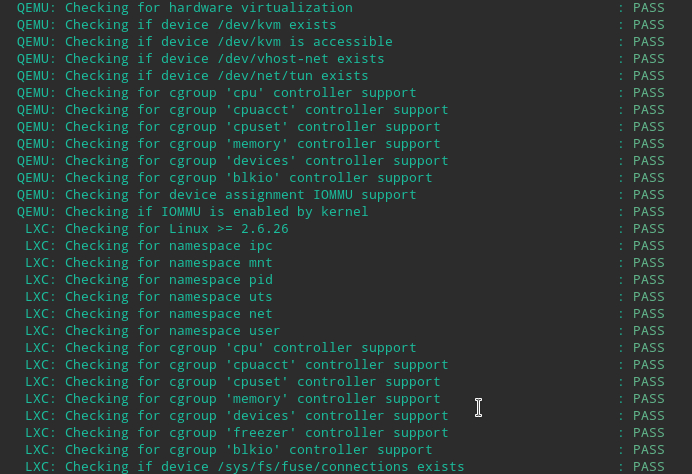 QEMU: Checking for hardware virtualization : PASS
QEMU: Checking if device /dev/kvm exists : PASS
QEMU: Checking if device /dev/kvm is accessible : PASS
QEMU: Checking if device /dev/vhost-net exists : PASS
QEMU: Checking if device /dev/net/tun exists : PASS
QEMU: Checking for cgroup 'cpu' controller support : PASS
QEMU: Checking for cgroup 'cpuacct' controller support : PASS
QEMU: Checking for cgroup 'cpuset' controller support : PASS
QEMU: Checking for cgroup 'memory' controller support : PASS
QEMU: Checking for cgroup 'devices' controller support : PASS
QEMU: Checking for cgroup 'blkio' controller support : PASS
QEMU: Checking for device assignment IOMMU support : PASS
QEMU: Checking if IOMMU is enabled by kernel : PASS
LXC: Checking for Linux >= 2.6.26 : PASS
LXC: Checking for namespace ipc : PASS
LXC: Checking for namespace mnt : PASS
LXC: Checking for namespace pid : PASS
LXC: Checking for namespace uts : PASS
LXC: Checking for namespace net : PASS
LXC: Checking for namespace user : PASS
LXC: Checking for cgroup 'cpu' controller support : PASS
LXC: Checking for cgroup 'cpuacct' controller support : PASS
LXC: Checking for cgroup 'cpuset' controller support : PASS
LXC: Checking for cgroup 'memory' controller support : PASS
LXC: Checking for cgroup 'devices' controller support : PASS
LXC: Checking for cgroup 'freezer' controller support : PASS
LXC: Checking for cgroup 'blkio' controller support : PASS
LXC: Checking if device /sys/fs/fuse/connections exists : PASS